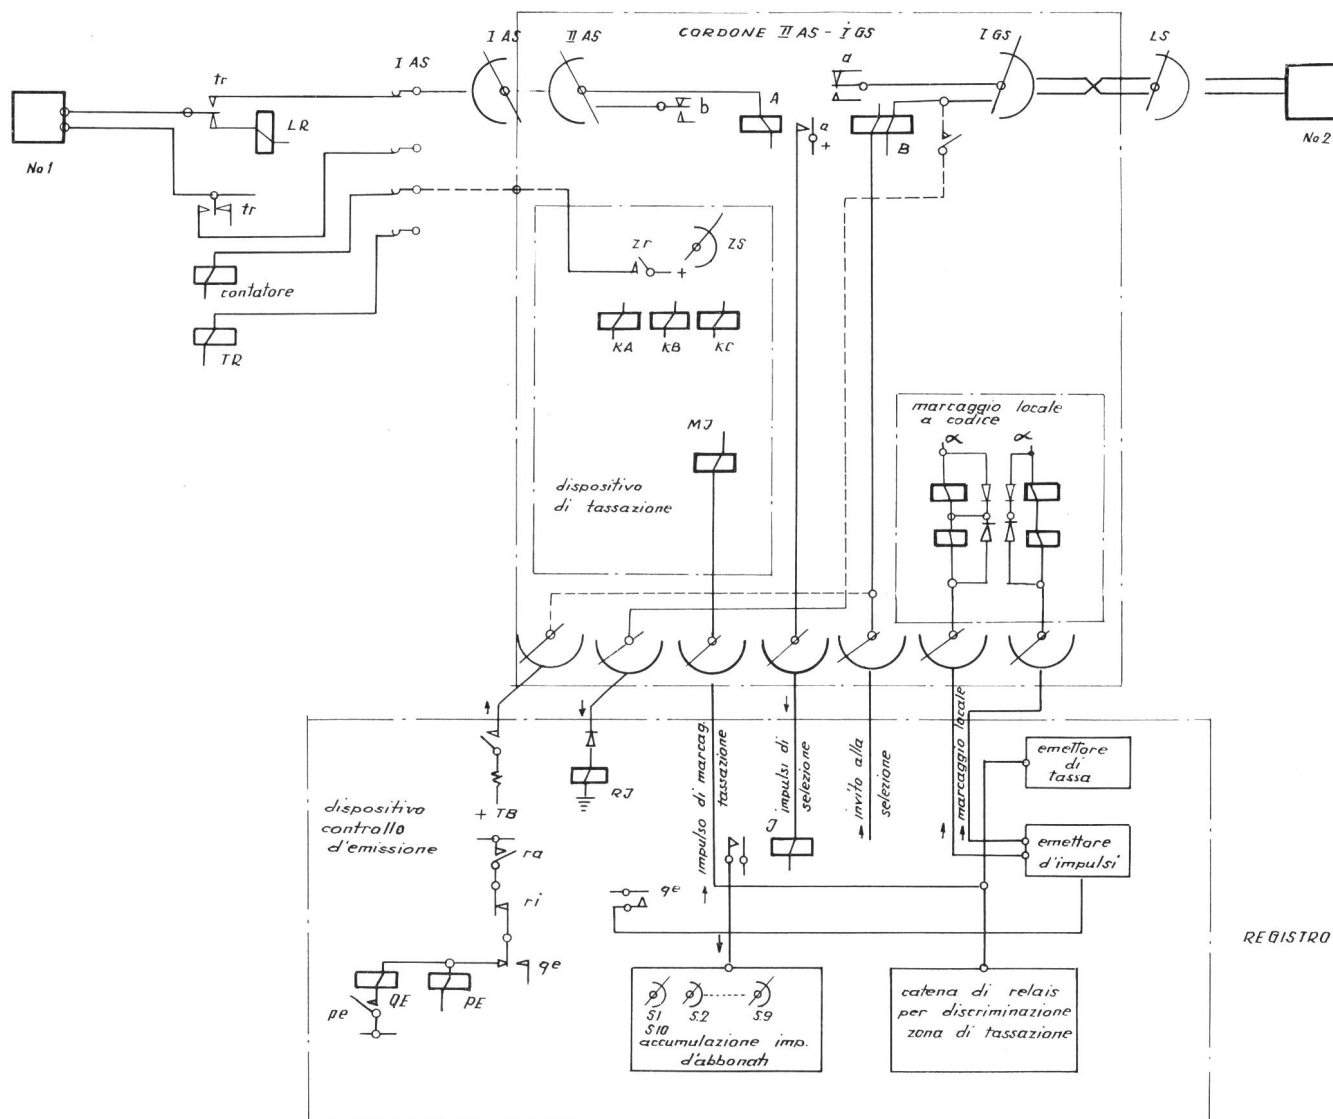 CORDONE II AS - I GS
I AS
II AS
I GS
LS
I AS
tr
a
A
b
LR
a
+
B
No 1
No 2
tr
zr
ZS
+
contatore
TR
KA
KB
KC
marcaggio locale
a codice
α
α
MJ
dispositivo
di tassazione
impulso di marcag.
tassazione
impulsi di
selezione
invito alla
selezione
marcaggio locale
emettore
di
tassa
RJ
+ TB
dispositivo
controllo
d'emissione
J
emettore
d'impulsi
ra
ri
qe
qe
REGISTRO
QE
PE
pe
S1
S10
S2
S9
accumulazione imp.
d'abbonati
catena di relais
per discriminazione
zona di tassazione